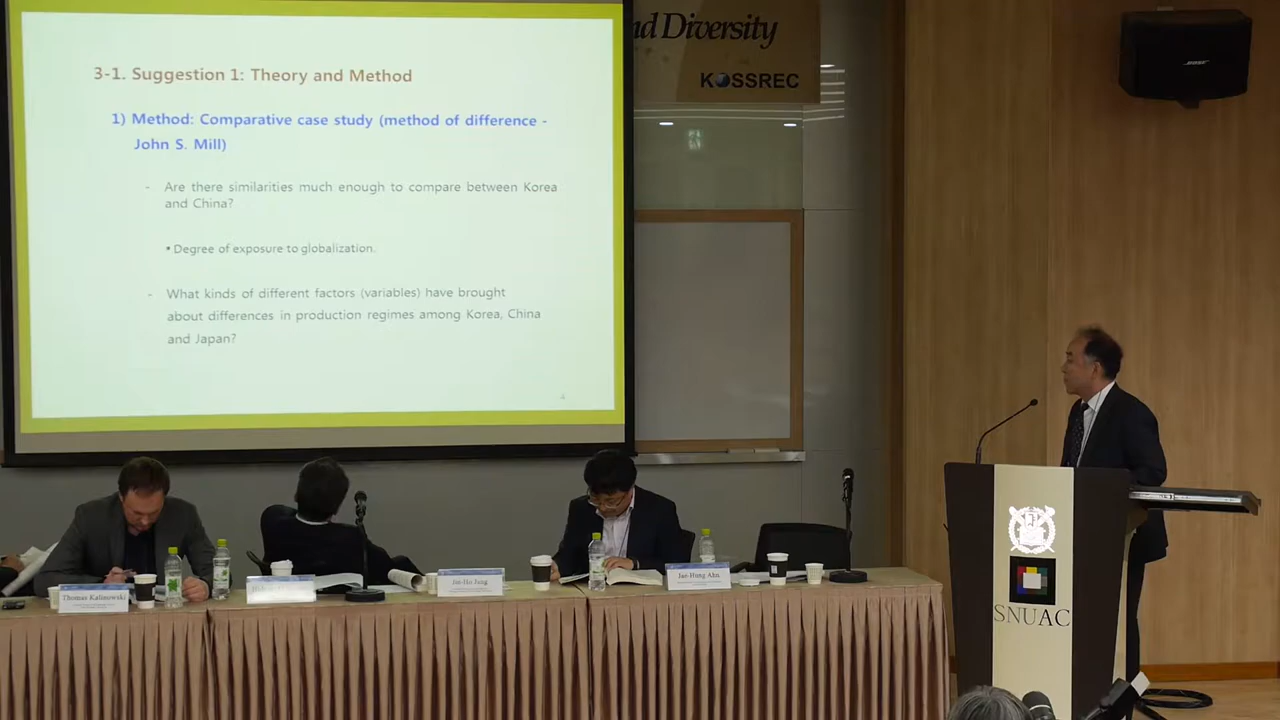 3-1. Suggestion 1: Theory and Method
1) Method: Comparative case study (method of difference -
John S. Mill)
- Are there similarities much enough to compare between Korea
and China?
▪ Degree of exposure to globalization.
- What kinds of different factors (variables) have brought
about differences in production regimes among Korea, China
and Japan?
4
nd Diversity
KOSSREC
BOSE
Thomas Kalinowski
Jae-Hung Ahn
SNUAC